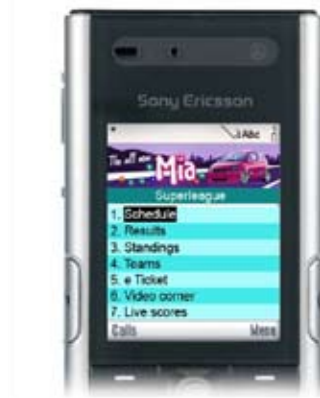 Sony Ericsson
Abc
The all new
Mia
Superleague
1. Schedule
2. Results
3. Standings
4. Teams
5. e Ticket
6. Video corner
7. Live scores
Calls Menu